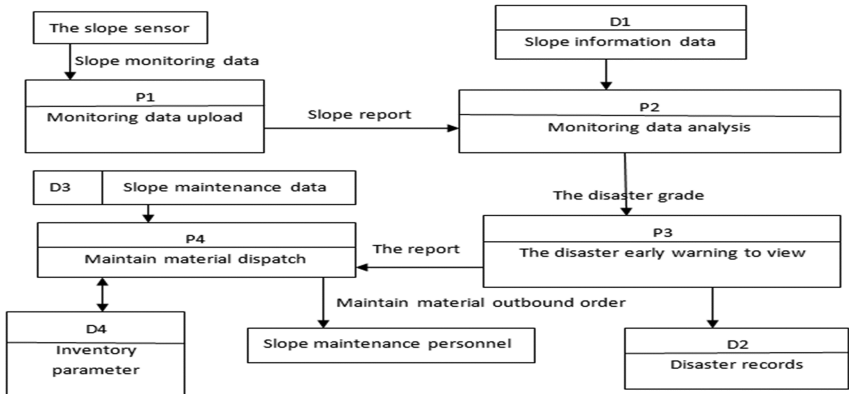 The slope sensor
D1
Slope information data
Slope monitoring data
P1
Monitoring data upload
Slope report
P2
Monitoring data analysis
D3
Slope maintenance data
The disaster grade
P4
Maintain material dispatch
The report
P3
The disaster early warning to view
Maintain material outbound order
D4
Inventory
parameter
Slope maintenance personnel
D2
Disaster records